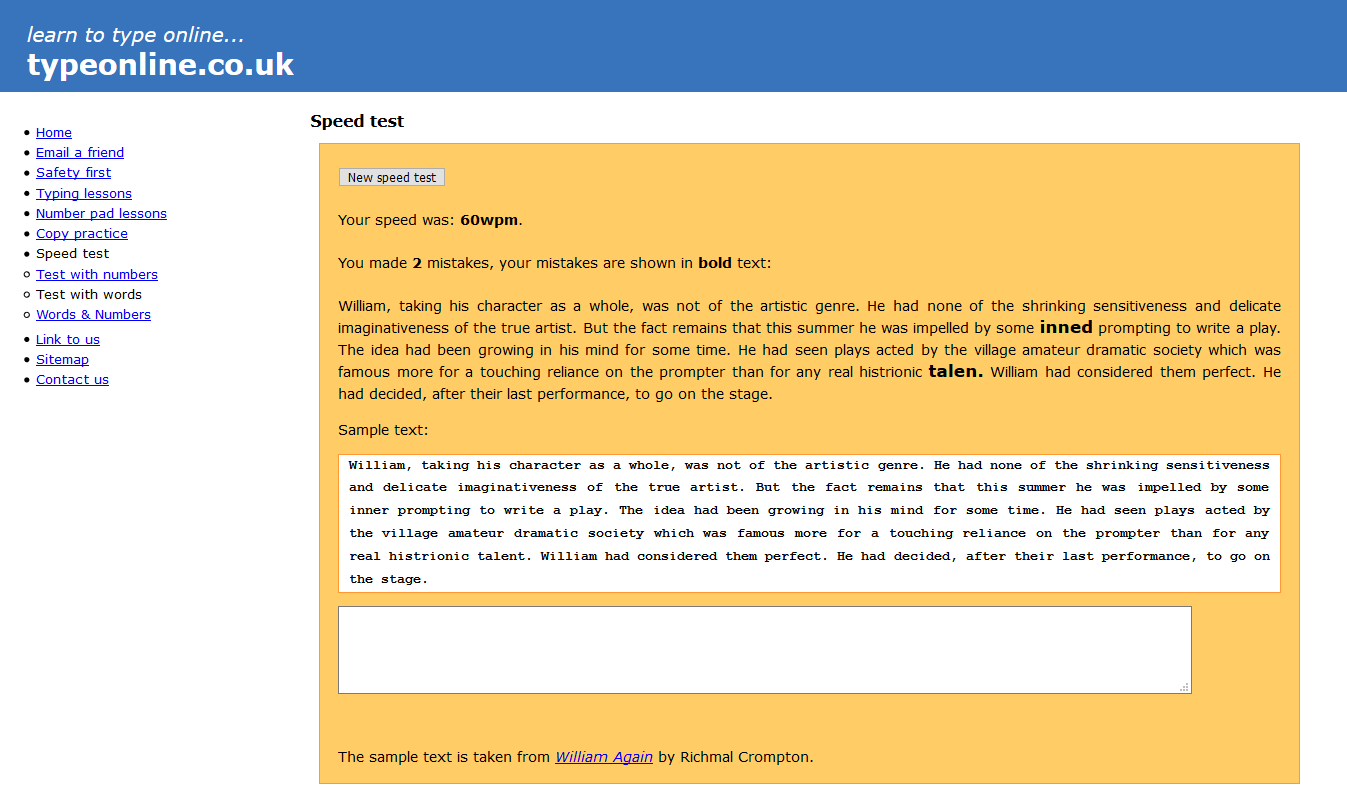 learn to type online...
typeonline.co.uk
Home
Email a friend
Safety first
Typing lessons
Number pad lessons
Copy practice
Speed test
Test with numbers
Test with words
Words & Numbers
Link to us
Sitemap
Contact us
Speed test
New speed test
Your speed was: 60wpm.
You made 2 mistakes, your mistakes are shown in bold text:
William, taking his character as a whole, was not of the artistic genre. He had none of the shrinking sensitiveness and delicate
imaginativeness of the true artist. But the fact remains that this summer he was impelled by some inned prompting to write a play.
The idea had been growing in his mind for some time. He had seen plays acted by the village amateur dramatic society which was
famous more for a touching reliance on the prompter than for any real histrionic talen. William had considered them perfect. He
had decided, after their last performance, to go on the stage.
Sample text:
William, taking his character as a whole, was not of the artistic genre. He had none of the shrinking sensitiveness
and delicate imaginativeness of the true artist. But the fact remains that this summer he was impelled by some
inner prompting to write a play. The idea had been growing in his mind for some time. He had seen plays acted by
the village amateur dramatic society which was famous more for a touching reliance on the prompter than for any
real histrionic talent. William had considered them perfect. He had decided, after their last performance, to go on
the stage.
The sample text is taken from William Again by Richmal Crompton.